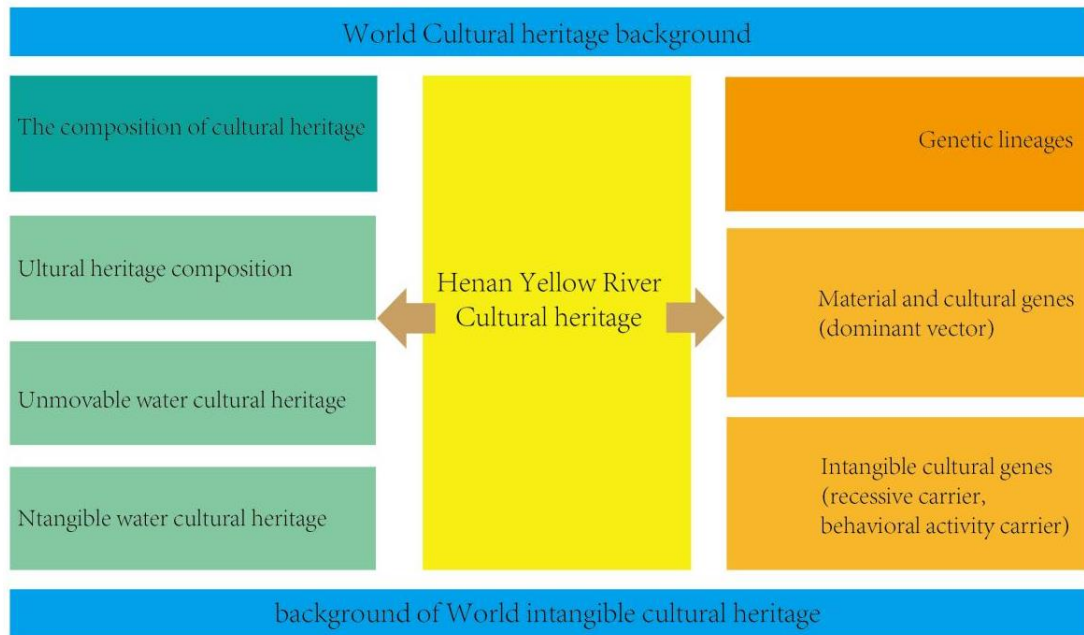 World Cultural heritage background
The composition of cultural heritage
Ultural heritage composition
Unmovable water cultural heritage
Ntangible water cultural heritage
Henan Yellow River
Cultural heritage
Genetic lineages
Material and cultural genes
(dominant vector)
Intangible cultural genes
(recessive carrier,
behavioral activity carrier)
background of World intangible cultural heritage